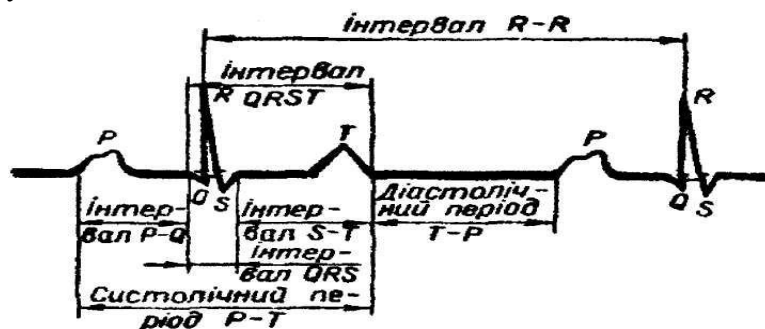 інтервал R-R
інтервал
QRST
R
R
P
T
P
Q
S
Q
S
інтер-
вал P-Q
інтер-
вал S-T
Діастоліч-
ний період
T-P
інтер-
вал QRS
Систолічний пе-
ріод P-T